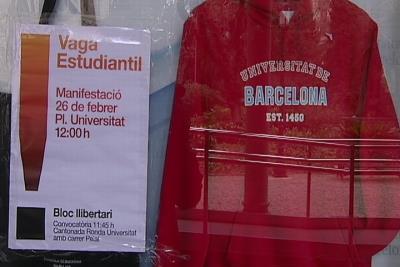 Vaga
Estudiantil
Manifestació
26 de febrer
Pl. Universitat
12:00 h
Bloc llibertari
Convocatòria 11:45 h
Cantonada Ronda Universitat
amb carrer Pelai
UNIVERSITAT DE
BARCELONA
EST. 1450